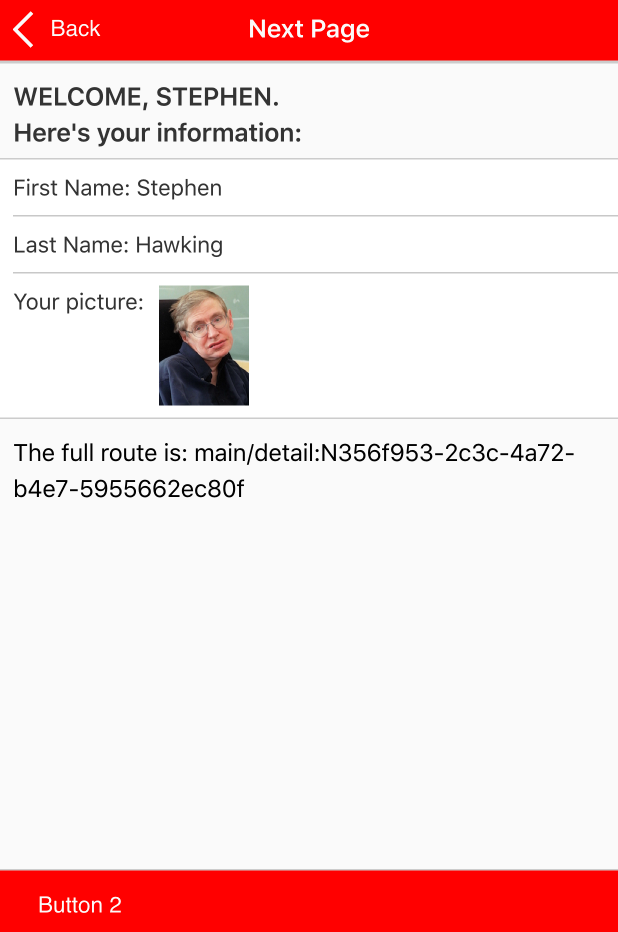 Back
Next Page
WELCOME, STEPHEN.
Here's your information:
First Name: Stephen
Last Name: Hawking
Your picture:
The full route is: main/detail:N356f953-2c3c-4a72-
b4e7-5955662ec80f
Button 2